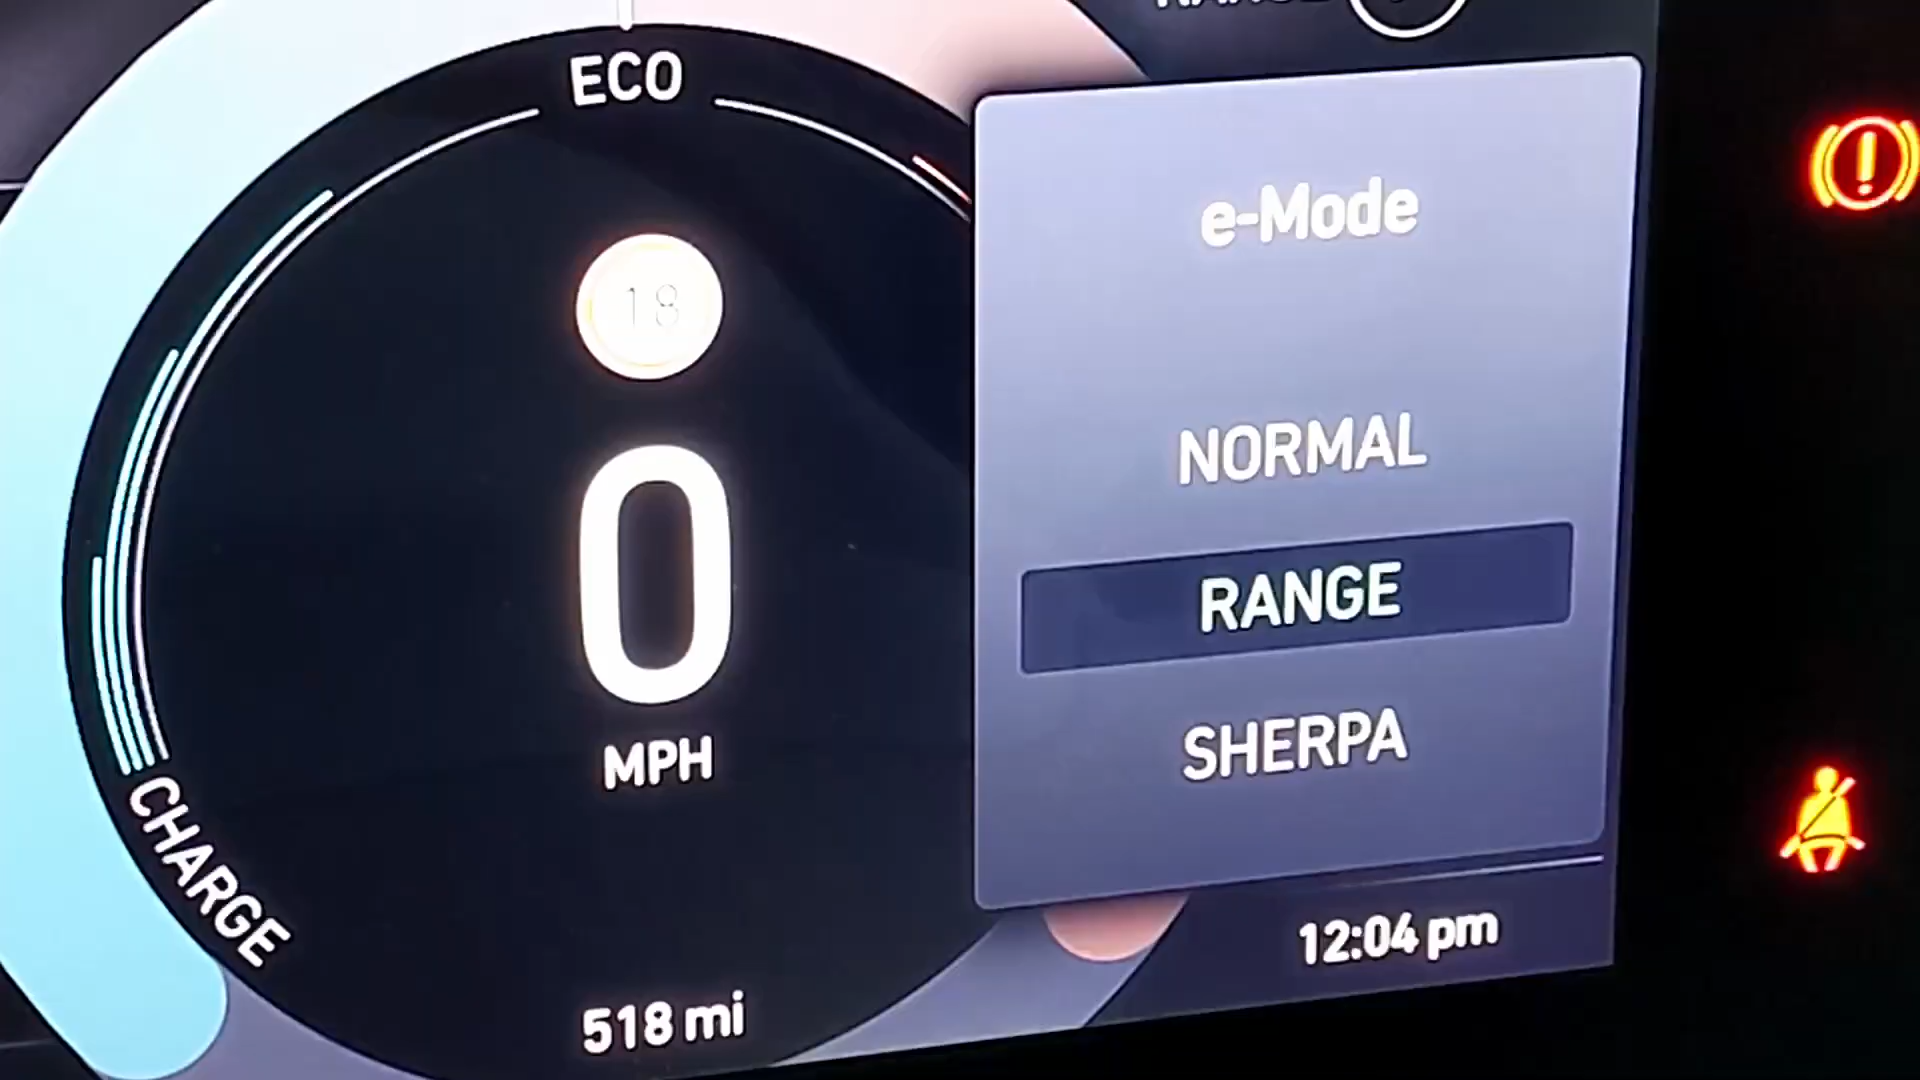 ECO
18
0
MPH
CHARGE
518 mi
e-Mode
NORMAL
RANGE
SHERPA
12:04 pm